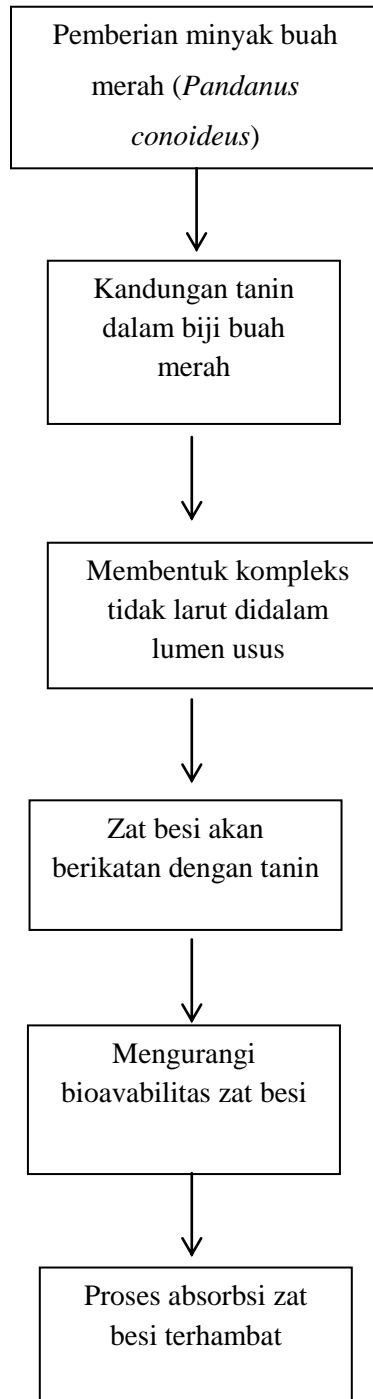 Pemberian minyak buah
merah (Pandanus
conoideus)
Kandungan tanin
dalam biji buah
merah
Membentuk kompleks
tidak larut didalam
lumen usus
Zat besi akan
berikatan dengan tanin
Mengurangi
bioavabilitas zat besi
Proses absorbsi zat
besi terhambat